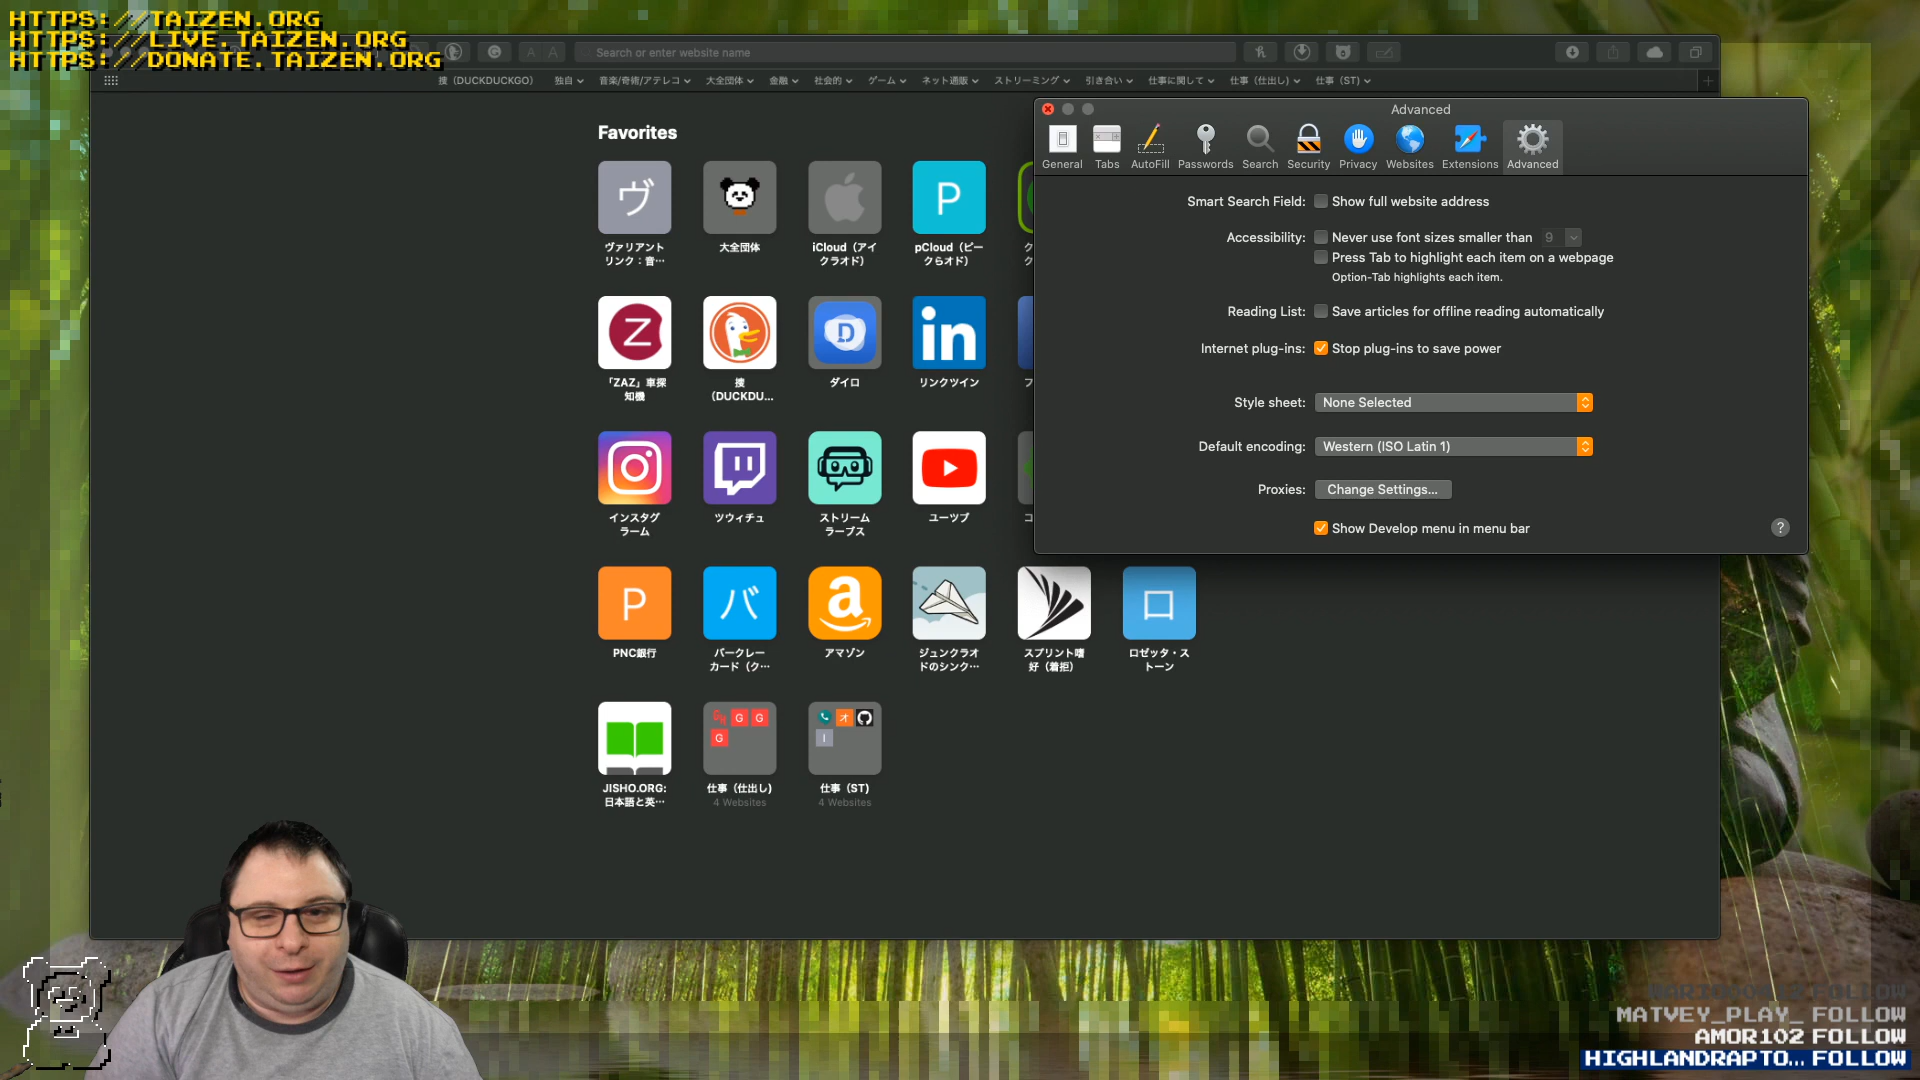 HTTPS://TAIZEN.ORG
HTTPS://LIVE.TAIZEN.ORG
HTTPS://DONATE.TAIZEN.ORG
A A
Search or enter website name
捜（DUCKDUCKGO） 独自 音楽/奇術/アテレコ 大全団体 金融 社会的 ゲーム ネット通販 ストリーミング 引き合い 仕事に関して 仕事（仕出し） 仕事（ST）
Favorites
ヴ
P
ヴァリアント
リンク：音…
大全団体
iCloud（アイ
クラオド）
pCloud（ピー
クらオド）
ク
ク
Z
D
in
「ZAZ」車探
知機
捜
（DUCKDU…
ダイロ
リンクツイン
フ
インスタグ
ラーム
ツウィチュ
ストリーム
ラーブス
ユーツブ
コ
P
バ
a
ロ
PNC銀行
バークレー
カード（ク…
アマゾン
ジュンクラオ
ドのシンク…
スプリント嗜
好（着拒）
ロゼッタ・ス
トーン
G G
G
オ
I
JISHO.ORG:
日本語と英…
仕事（仕出し）
4 Websites
仕事（ST）
4 Websites
Advanced
General Tabs AutoFill Passwords Search Security Privacy Websites Extensions Advanced
Smart Search Field: Show full website address
Accessibility: Never use font sizes smaller than 9
Press Tab to highlight each item on a webpage
Option-Tab highlights each item.
Reading List: Save articles for offline reading automatically
Internet plug-ins: Stop plug-ins to save power
Style sheet: None Selected
Default encoding: Western (ISO Latin 1)
Proxies: Change Settings...
Show Develop menu in menu bar
?
FOLLOW
MATVEY_PLAY_ FOLLOW
AMOR102 FOLLOW
HIGHLANDRAPTO... FOLLOW